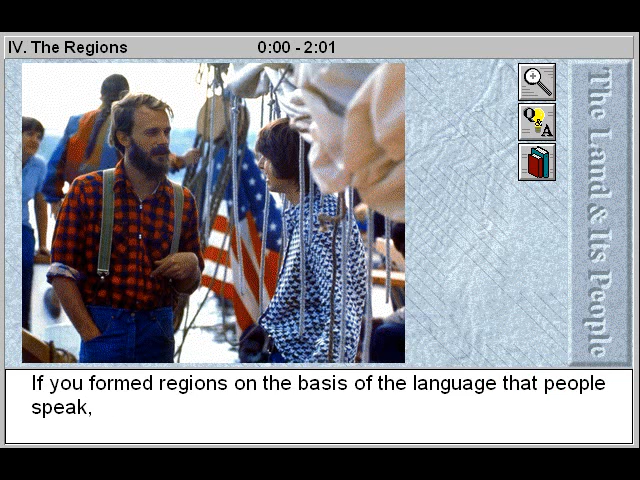 IV. The Regions
0:00 - 2:01
Q&A
The Land & Its People
If you formed regions on the basis of the language that people
speak,